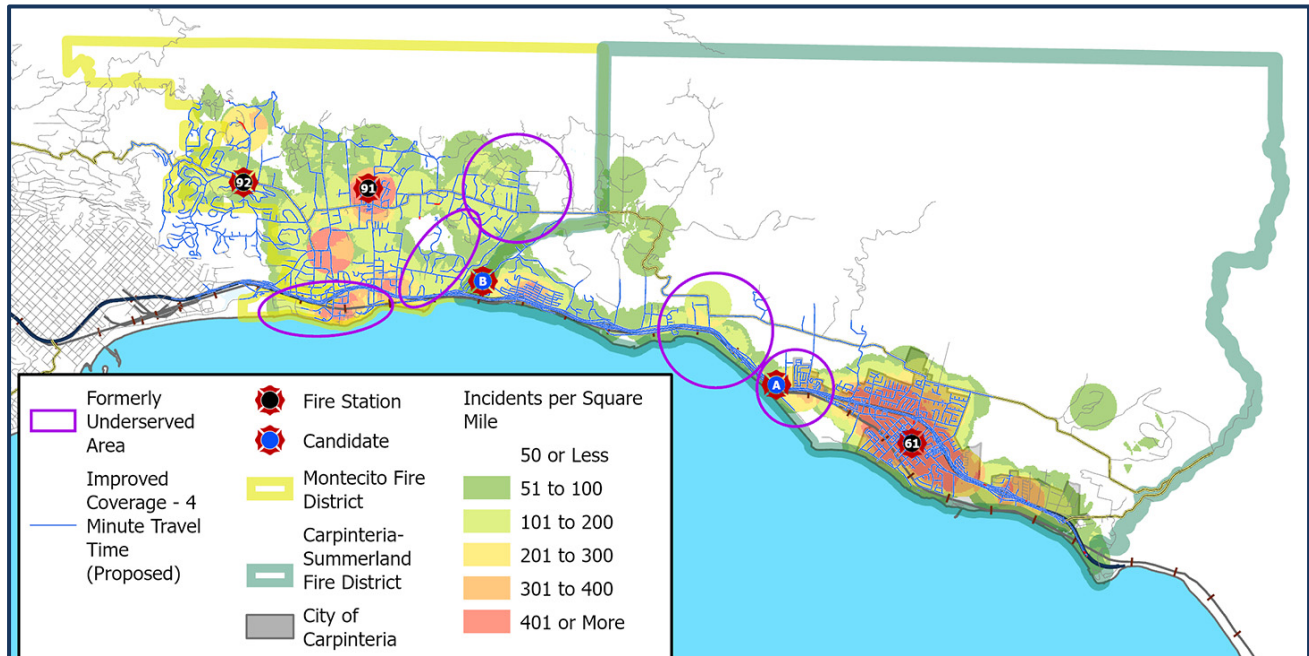 92
91
B
A
61
Formerly
Underserved
Area
Improved
Coverage - 4
Minute Travel
Time
(Proposed)
Fire Station
Candidate
Montecito Fire
District
Carpinteria-
Summerland
Fire District
City of
Carpinteria
Incidents per Square
Mile
50 or Less
51 to 100
101 to 200
201 to 300
301 to 400
401 or More